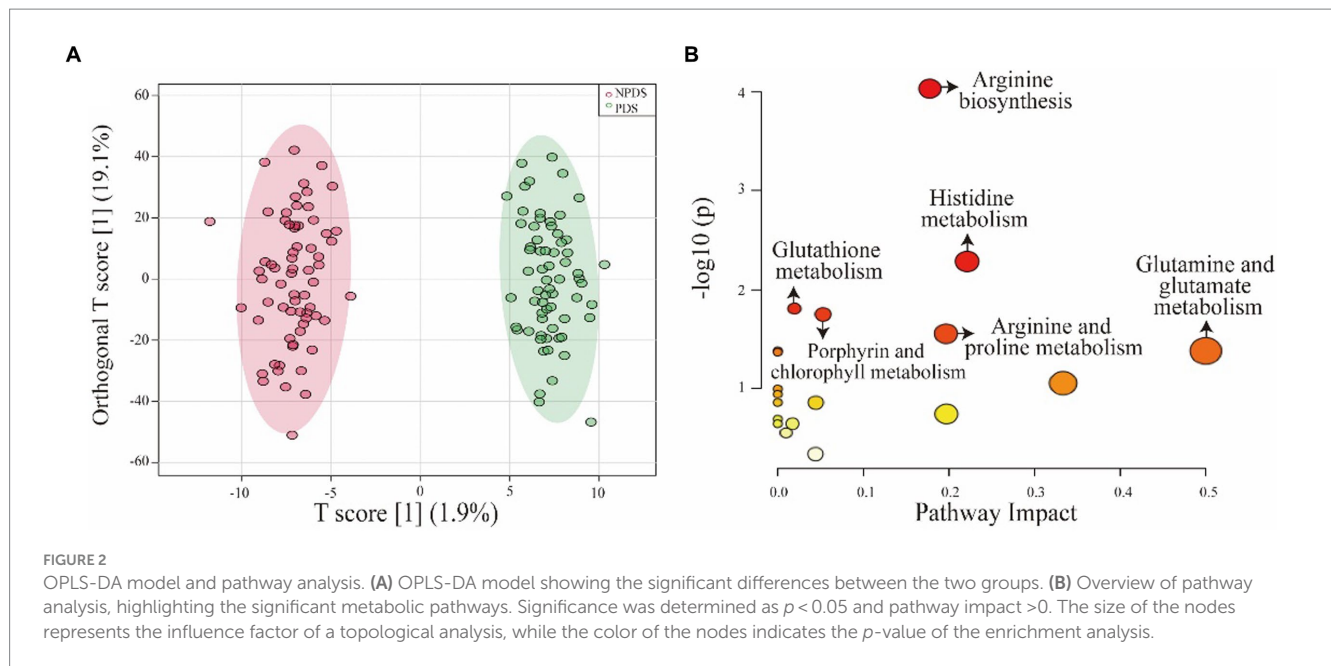 A
B
60
40
20
0
-20
-40
-60
Orthogonal T score [1] (19.1%)
NPDS
PDS
-10
-5
0
5
10
T score [1] (1.9%)
4
3
2
1
-log10 (p)
Arginine
biosynthesis
Histidine
metabolism
Glutathione
metabolism
Glutamine and
glutamate
metabolism
Porphyrin and
chlorophyll metabolism
Arginine and
proline metabolism
0.0
0.1
0.2
0.3
0.4
0.5
Pathway Impact
FIGURE 2
OPLS-DA model and pathway analysis. (A) OPLS-DA model showing the significant differences between the two groups. (B) Overview of pathway
analysis, highlighting the significant metabolic pathways. Significance was determined as p < 0.05 and pathway impact >0. The size of the nodes
represents the influence factor of a topological analysis, while the color of the nodes indicates the p-value of the enrichment analysis.